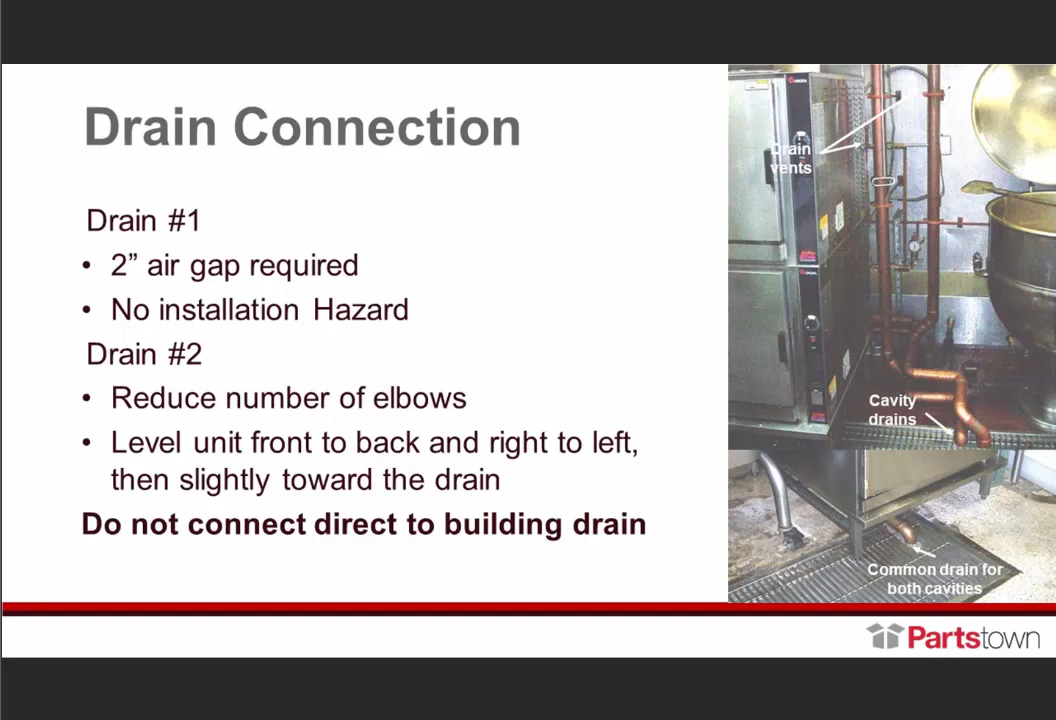 Drain Connection
Drain #1
• 2” air gap required
• No installation Hazard
Drain #2
• Reduce number of elbows
• Level unit front to back and right to left,
then slightly toward the drain
Do not connect direct to building drain
Drain
vents
Cavity
drains
Common drain for
both cavities
Partstown